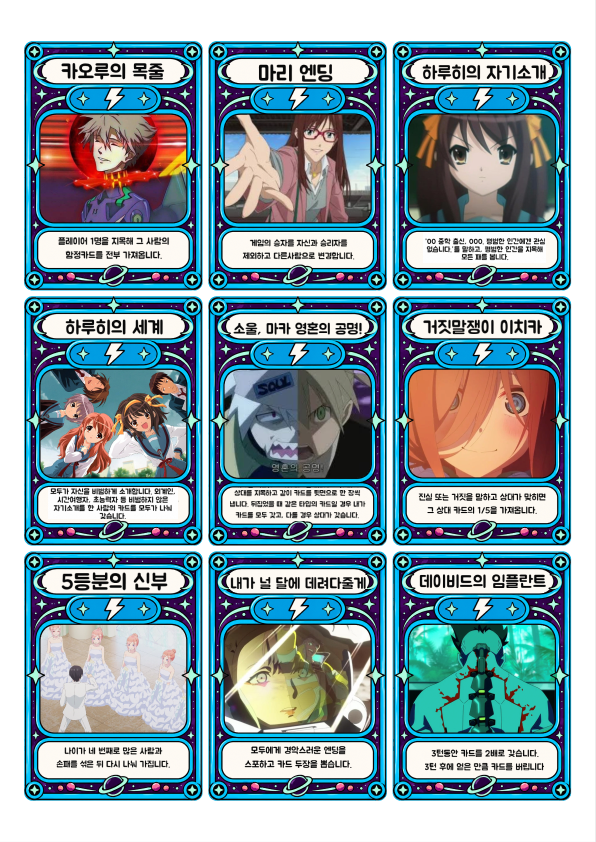 카오루의 목줄
플레이어 1명을 지목해 그 사람의
함정카드를 전부 가져옵니다.
마리 엔딩
게임의 승자를 자신과 승리자를
제외하고 다른사람으로 변경합니다.
하루히의 자기소개
'OO 중학 출신, OOO. 평범한 인간에겐 관심
없습니다.'를 말하고, 평범한 인간을 지목해
모든 패를 봅니다.
하루히의 세계
모두가 자신을 비범하게 소개합니다. 외계인,
시간여행자, 초능력자 등 비범하지 않은
자기소개를 한 사람의 카드를 모두가 나눠
갖습니다.
소울, 마카 영혼의 공명!
SOUL
영혼의 공명!
상대를 지목하고 같이 카드를 뒷면으로 한 장씩
냅니다. 뒤집었을 때 같은 타입의 카드일 경우 내가
카드를 모두 갖고, 다를 경우 상대가 갖습니다.
거짓말쟁이 이치카
진실 또는 거짓을 말하고 상대가 맞히면
그 상대 카드의 1/5을 가져옵니다.
5등분의 신부
나이가 네 번째로 많은 사람과
손패를 섞은 뒤 다시 나눠 가집니다.
내가 널 달에 데려다줄게
모두에게 경악스러운 엔딩을
스포하고 카드 두장을 뽑습니다.
데이비드의 임플란트
3턴동안 카드를 2배로 갖습니다.
3턴 후에 얻은 만큼 카드를 버립니다